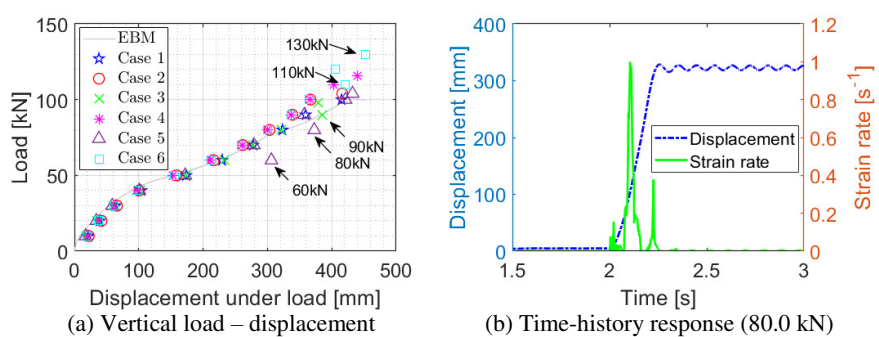 150
100
50
0
Load [kN]
EBM
Case 1
Case 2
Case 3
Case 4
Case 5
Case 6
130kN
110kN
90kN
80kN
60kN
0 100 200 300 400 500
Displacement under load [mm]
(a) Vertical load – displacement
400
300
200
100
0
Displacement [mm]
Displacement
Strain rate
1.2
1
0.8
0.6
0.4
0.2
0
Strain rate [s⁻¹]
1.5 2 2.5 3
Time [s]
(b) Time-history response (80.0 kN)